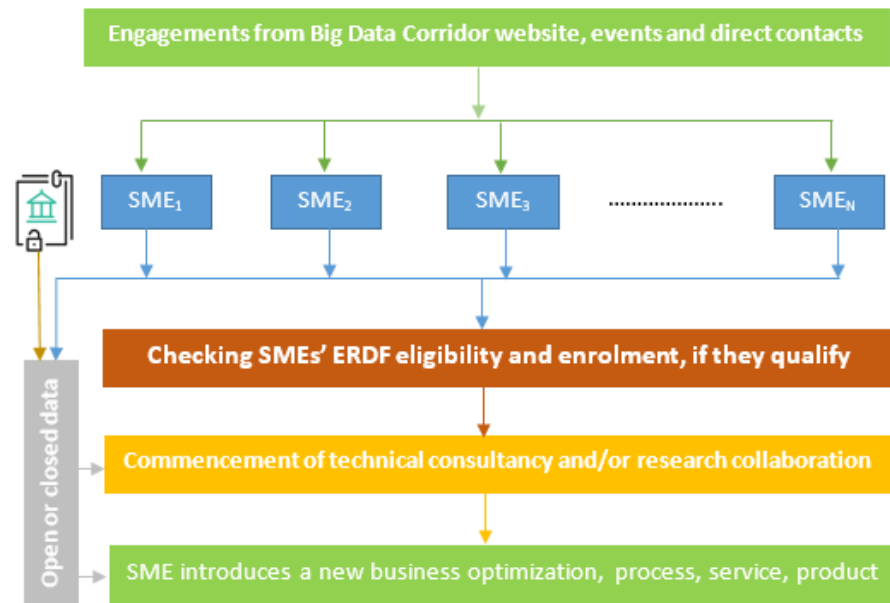 Engagements from Big Data Corridor website, events and direct contacts
SME₁
SME₂
SME₃
.....................
SMEN
Checking SMEs’ ERDF eligibility and enrolment, if they qualify
Open or closed data
Commencement of technical consultancy and/or research collaboration
SME introduces a new business optimization, process, service, product